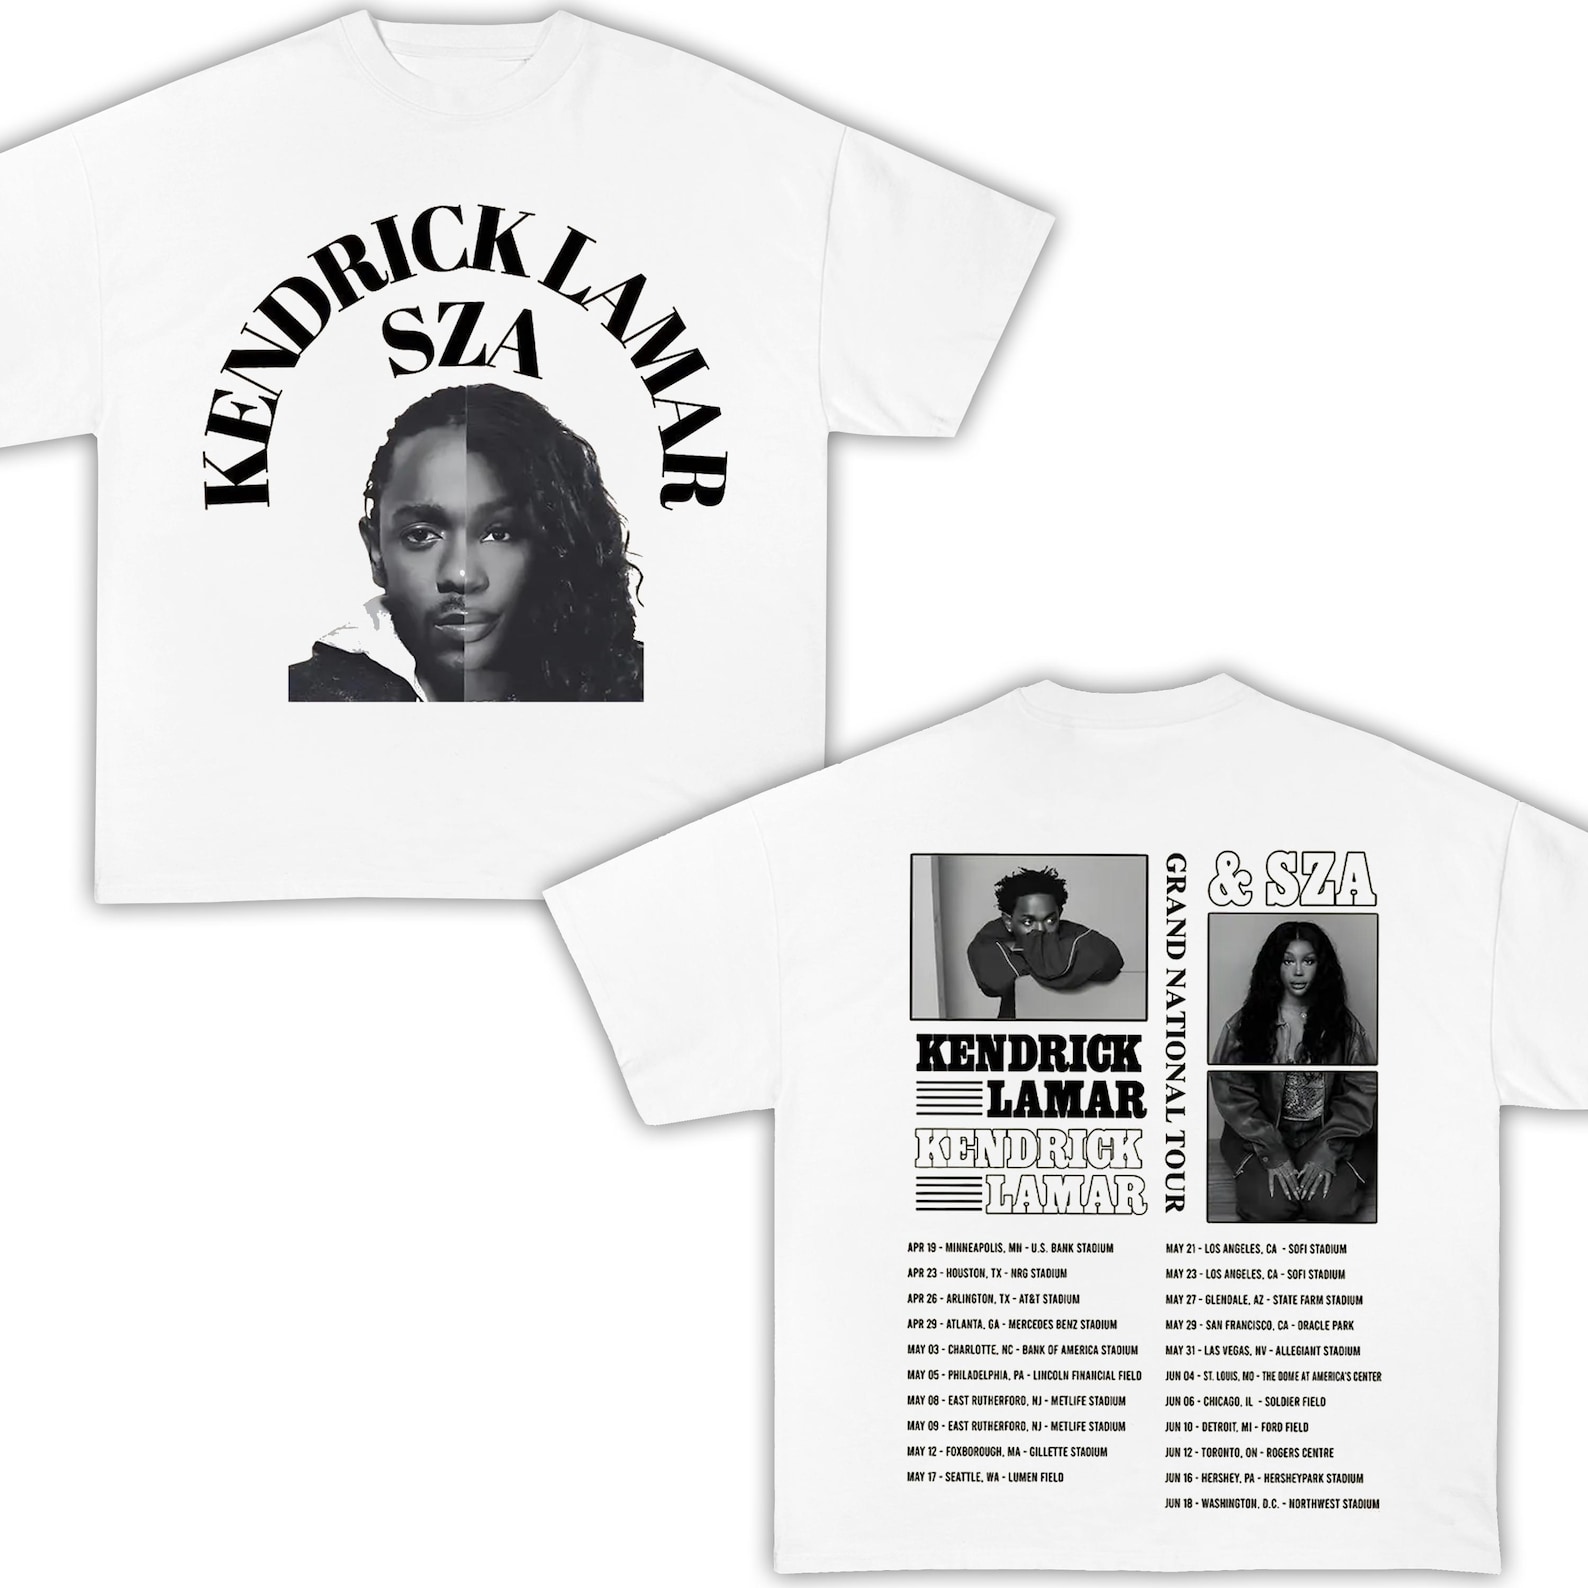 KENDRICK LAMAR
SZA
& SZA
GRAND NATIONAL TOUR
KENDRICK
LAMAR
KENDRICK
LAMAR
APR 19 - MINNEAPOLIS, MN - U.S. BANK STADIUM
APR 23 - HOUSTON, TX - NRG STADIUM
APR 26 - ARLINGTON, TX - AT&T STADIUM
APR 29 - ATLANTA, GA - MERCEDES BENZ STADIUM
MAY 03 - CHARLOTTE, NC - BANK OF AMERICA STADIUM
MAY 05 - PHILADELPHIA, PA - LINCOLN FINANCIAL FIELD
MAY 08 - EAST RUTHERFORD, NJ - METLIFE STADIUM
MAY 09 - EAST RUTHERFORD, NJ - METLIFE STADIUM
MAY 12 - FOXBOROUGH, MA - GILLETTE STADIUM
MAY 17 - SEATTLE, WA - LUMEN FIELD
MAY 21 - LOS ANGELES, CA - SOFI STADIUM
MAY 23 - LOS ANGELES, CA - SOFI STADIUM
MAY 27 - GLENDALE, AZ - STATE FARM STADIUM
MAY 29 - SAN FRANCISCO, CA - ORACLE PARK
MAY 31 - LAS VEGAS, NV - ALLEGIANT STADIUM
JUN 04 - ST. LOUIS, MO - THE DOME AT AMERICA'S CENTER
JUN 06 - CHICAGO, IL - SOLDIER FIELD
JUN 10 - DETROIT, MI - FORD FIELD
JUN 12 - TORONTO, ON - ROGERS CENTRE
JUN 16 - HERSHEY, PA - HERSHEYPARK STADIUM
JUN 18 - WASHINGTON, D.C. - NORTHWEST STADIUM